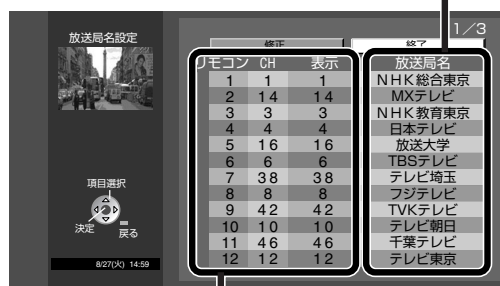 放送局名設定
1/3
修正
終了
リモコン CH 表示 放送局名
1 1 1 NHK総合東京
2 14 14 MXテレビ
3 3 3 NHK教育東京
4 4 4 日本テレビ
5 16 16 放送大学
6 6 6 TBSテレビ
7 38 38 テレビ埼玉
8 8 8 フジテレビ
9 42 42 TVKテレビ
10 10 10 テレビ朝日
11 46 46 千葉テレビ
12 12 12 テレビ東京
項目選択
決定
戻る
8/27(火) 14:59